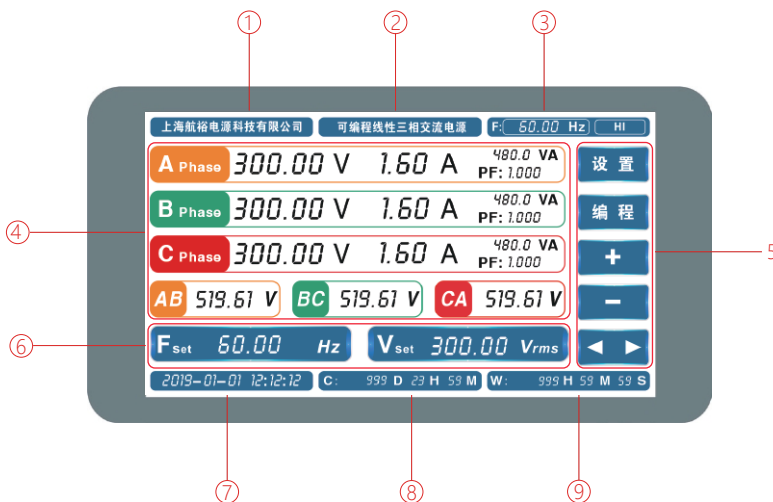 ① ② ③
上海航裕电源科技有限公司 可编程线性三相交流电源 F: 60.00 Hz HI
A Phase 300.00 V 1.60 A 480.0 VA PF: 1.000
设置
B Phase 300.00 V 1.60 A 480.0 VA PF: 1.000
编程
④
C Phase 300.00 V 1.60 A 480.0 VA PF: 1.000
+
AB 519.61 V BC 519.61 V CA 519.61 V
−
⑥
Fset 60.00 Hz Vset 300.00 Vrms
◀ ▶
2019-01-01 12:12:12 C: 999 D 23 H 59 M W: 999 H 59 M 59 S
⑦ ⑧ ⑨